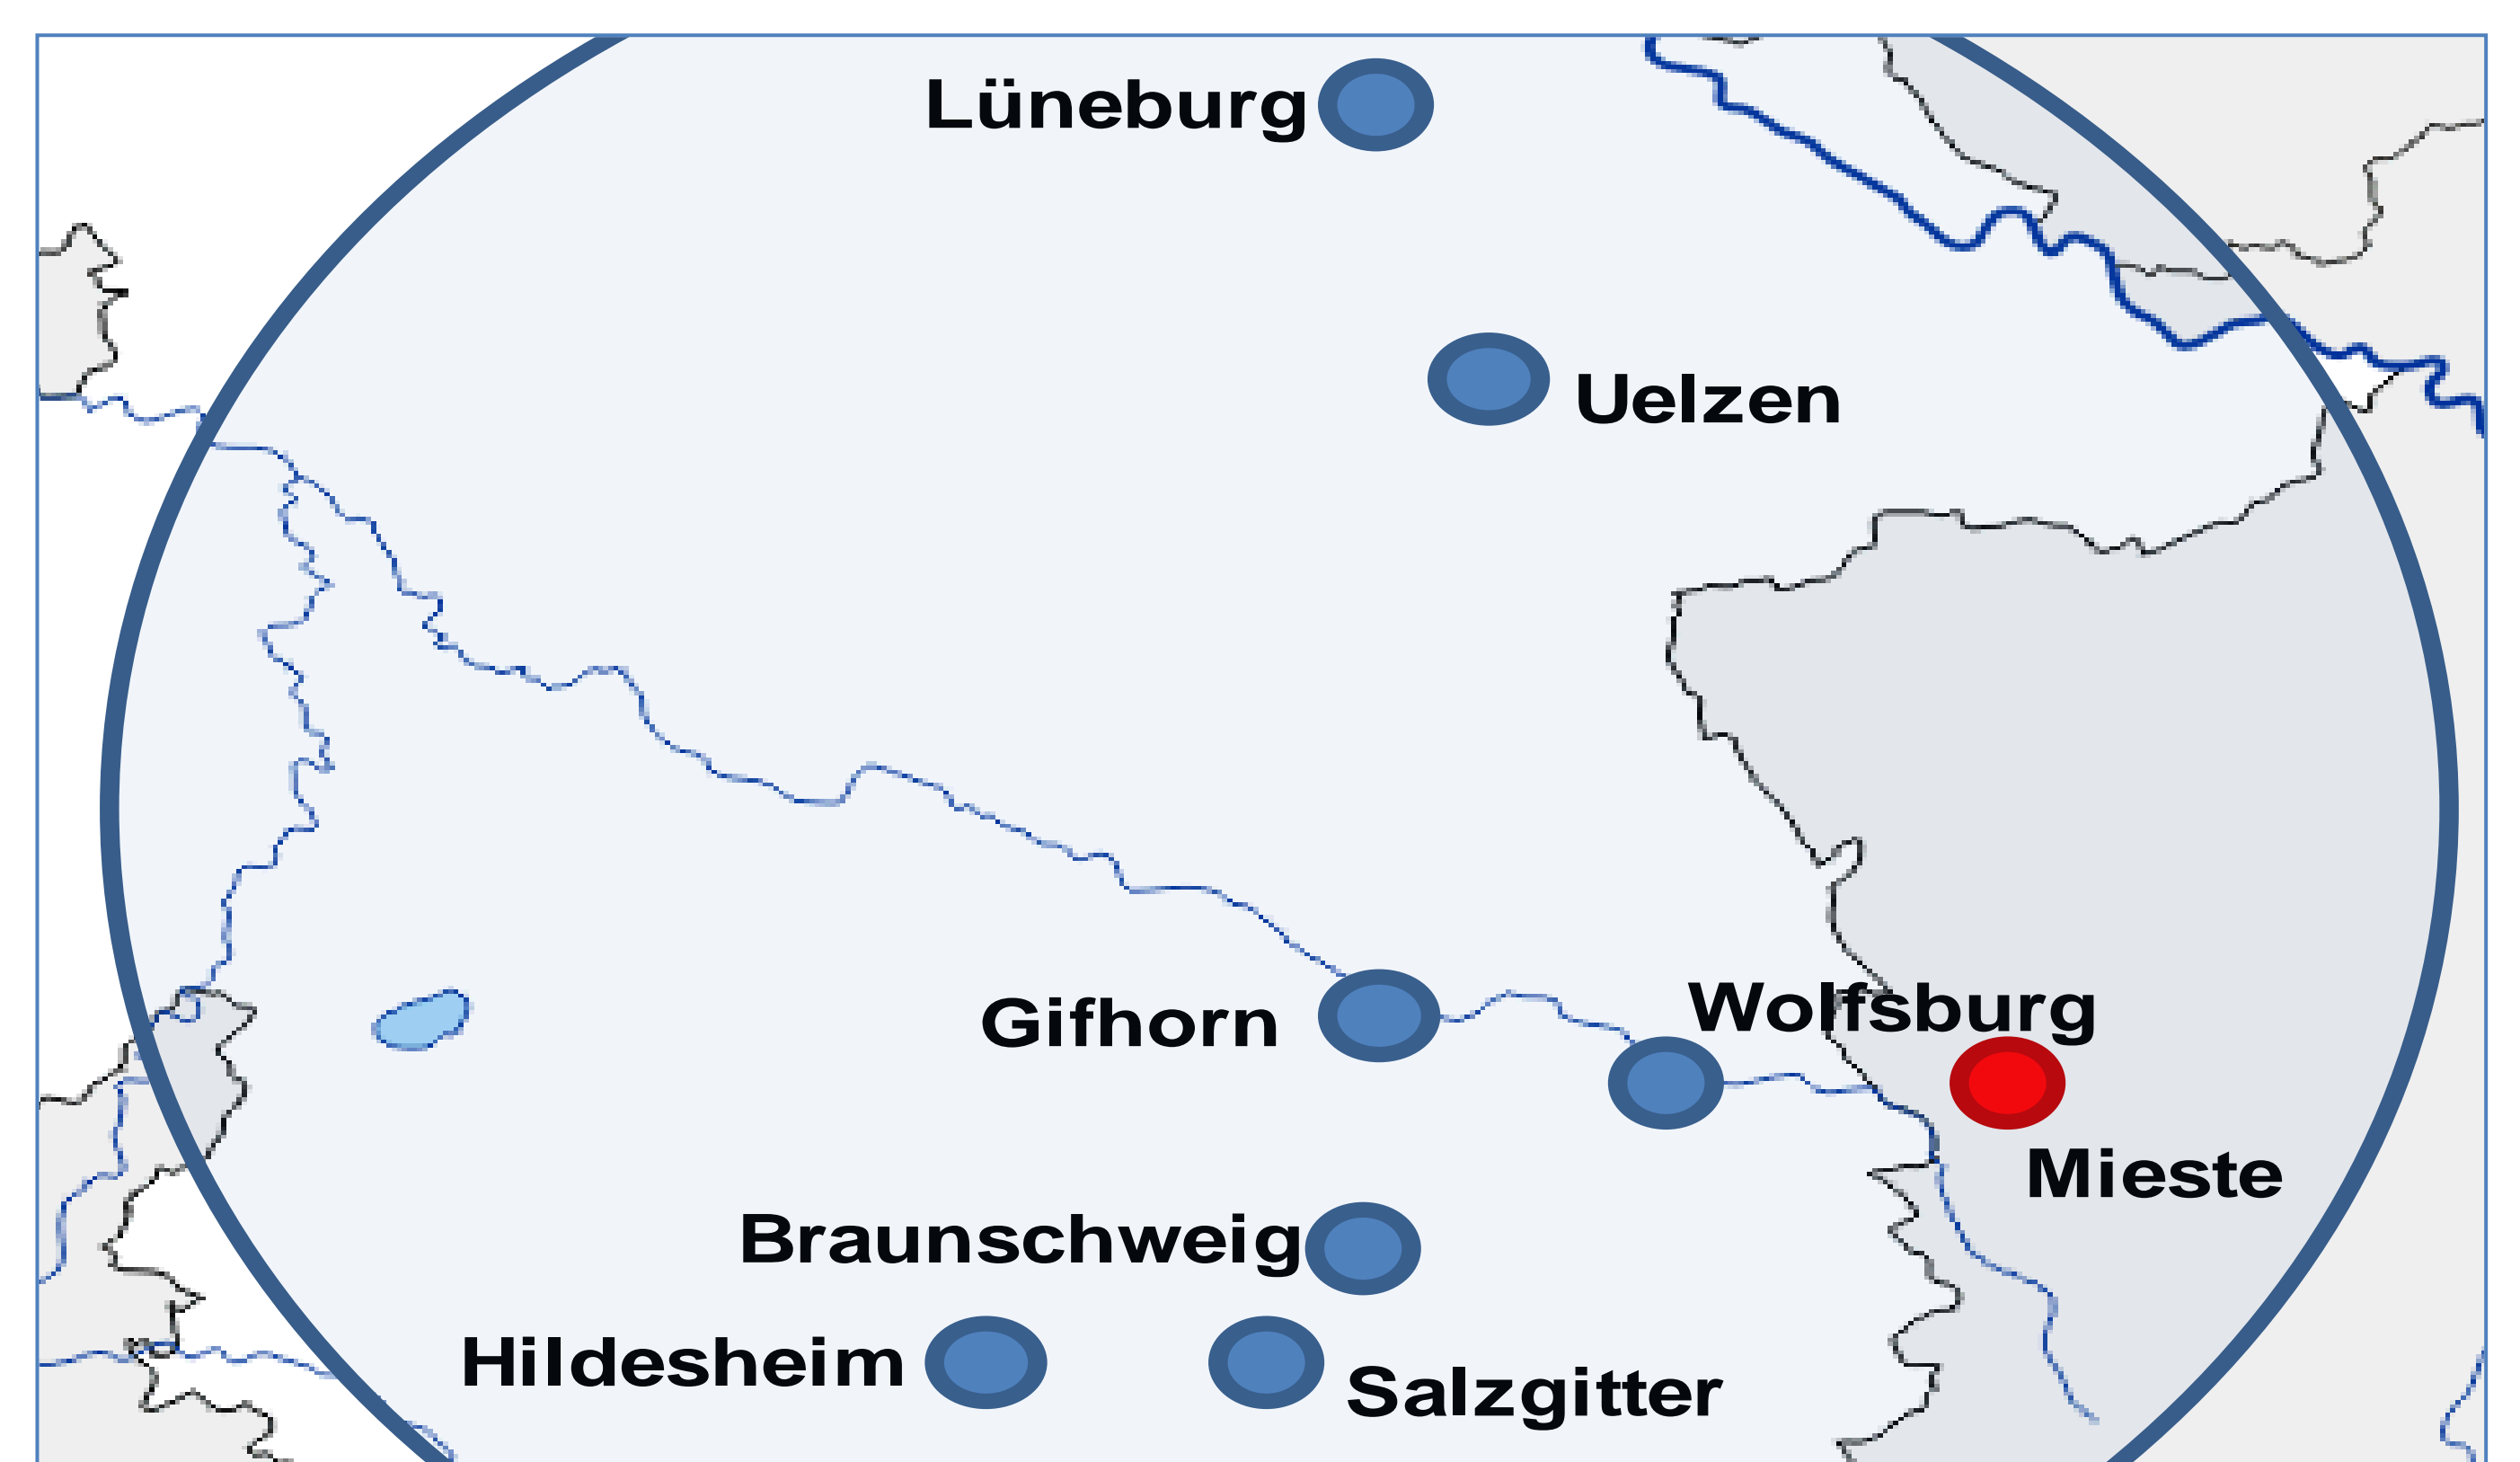 Lüneburg
Uelzen
Wolfsburg
Gifhorn
Mieste
Braunschweig
Hildesheim
Salzgitter